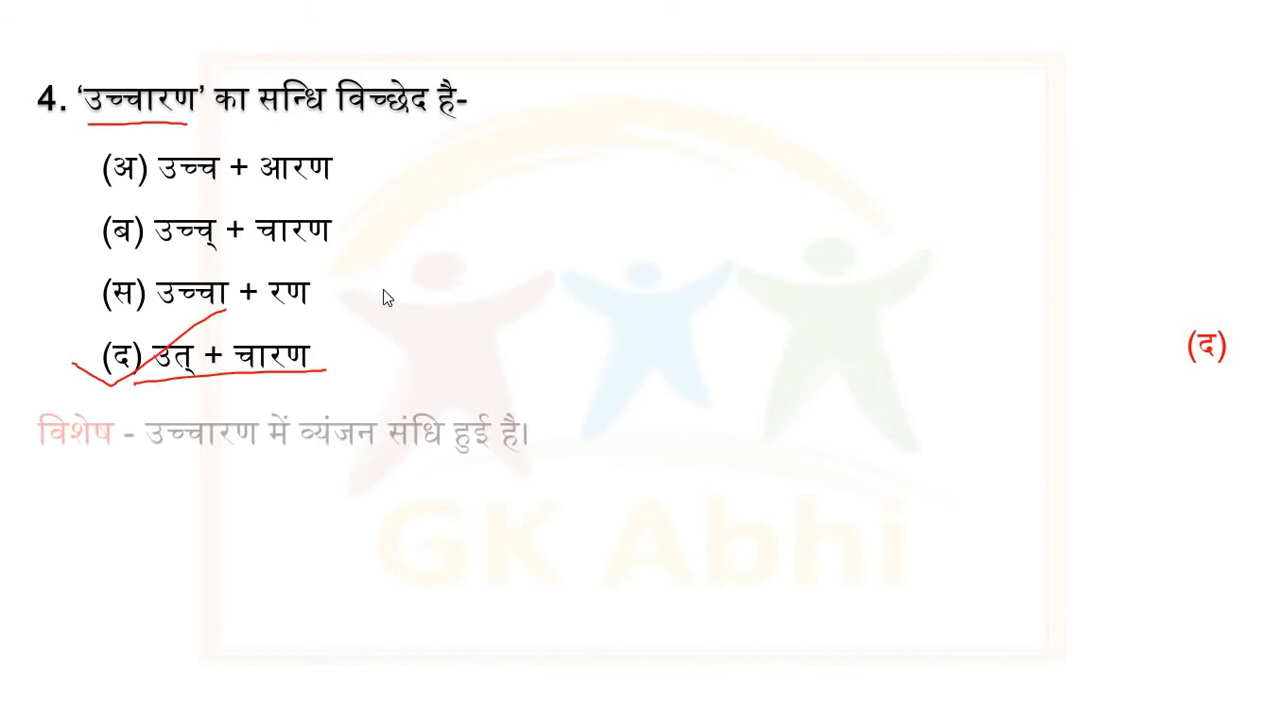 4. ‘उच्चारण’ का सन्धि विच्छेद है-
(अ) उच्च + आरण
(ब) उच्च् + चारण
(स) उच्चा + रण
(द) उत् + चारण
(द)
विशेष - उच्चारण में व्यंजन संधि हुई है।
GK Abhi